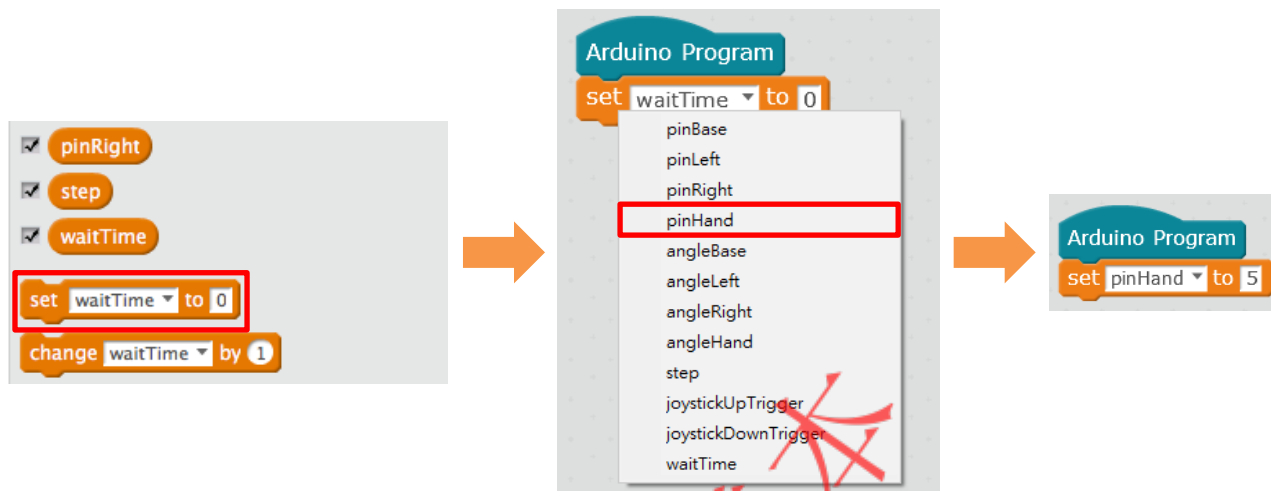 pinRight
step
waitTime
set waitTime to 0
change waitTime by 1
Arduino Program
set waitTime to 0
pinBase
pinLeft
pinRight
pinHand
angleBase
angleLeft
angleRight
angleHand
step
joystickUpTrigger
joystickDownTrigger
waitTime
Arduino Program
set pinHand to 5